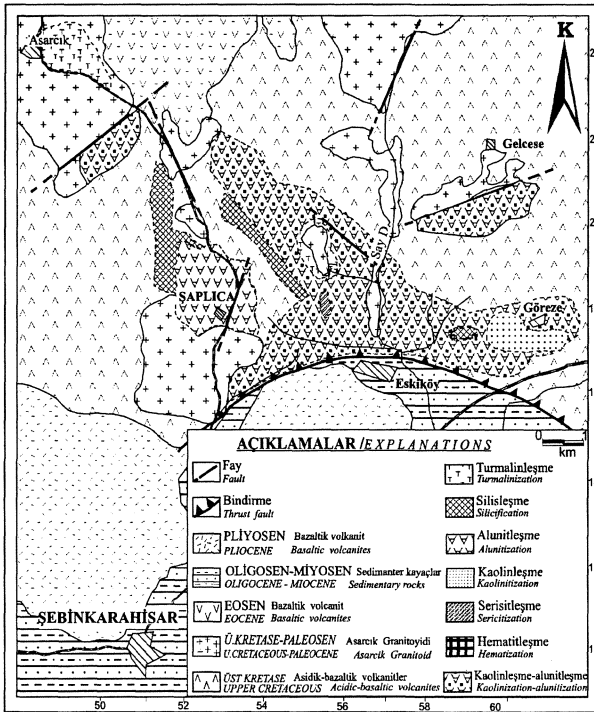 Asarcık
K
Gelcese
Say D.
ŞAPLICA
Göreze
Eskiköy
0 1
km
AÇIKLAMALAR / EXPLANATIONS
Fay
Fault
Bindirme
Thrust fault
PLİYOSEN Bazaltik volkanit
PLIOCENE Basaltic volcanites
OLİGOSEN-MİYOSEN Sedimanter kayaçlar
OLIGOCENE - MIOCENE Sedimentary rocks
EOSEN Bazaltik volcanit
EOCENE Basaltic volcanites
Ü.KRETASE-PALEOSEN Asarcık Granitoyidi
U.CRETACEOUS-PALEOCENE Asarcik Granitoid
ÜST KRETASE Asidik-bazaltik volkanitler
UPPER CRETACEOUS Acidic-basaltic volcanites
Turmalinleşme
Turmalinization
Silisleşme
Silicification
Alunitleşme
Alunitization
Kaolinleşme
Kaolinitization
Serisitleşme
Sericitization
Hematitleşme
Hematization
Kaolinleşme-alunitleşme
Kaolinization-alunitization
ŞEBİNKARAHİSAR
50 52 54 56 58 60